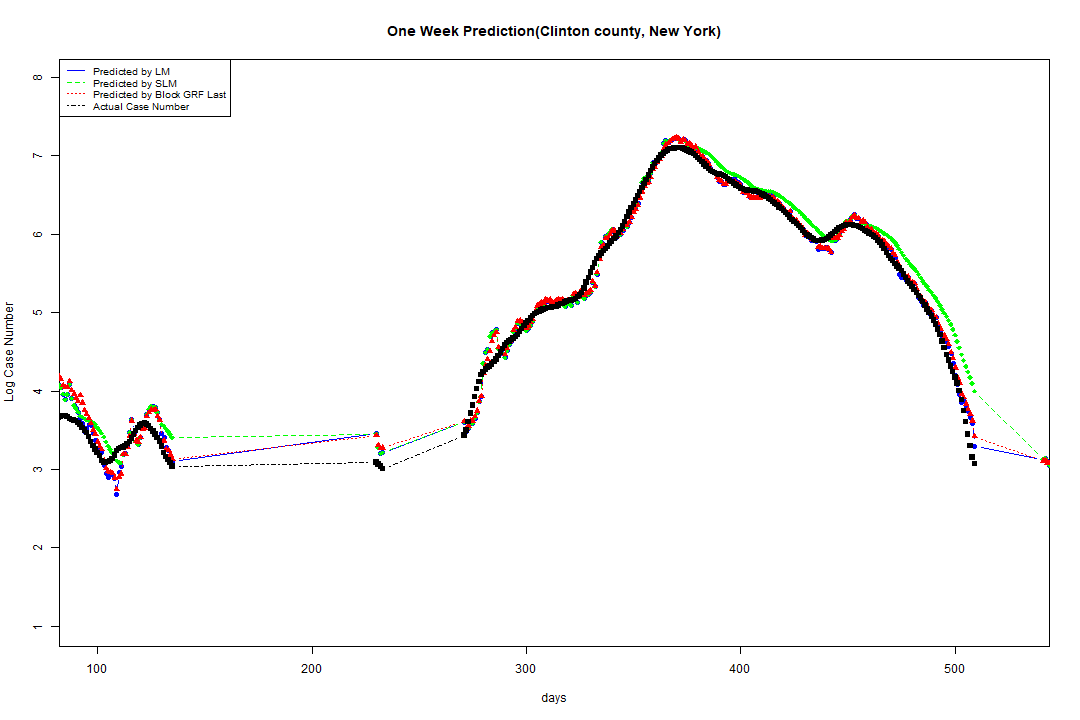 One Week Prediction(Clinton county, New York)
Predicted by LM
Predicted by SLM
Predicted by Block GRF Last
Actual Case Number
8
7
6
5
4
3
2
1
Log Case Number
100 200 300 400 500
days